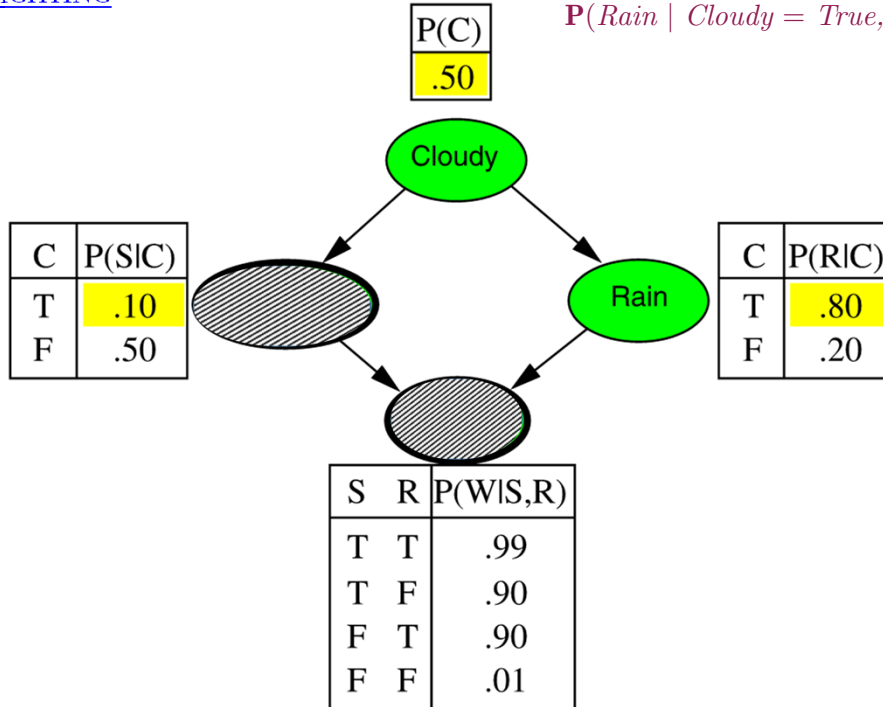 P(Rain | Cloudy = True,
P(C)
.50
Cloudy
C P(S|C)
T .10
F .50
Rain
C P(R|C)
T .80
F .20
S R P(W|S,R)
T T .99
T F .90
F T .90
F F .01